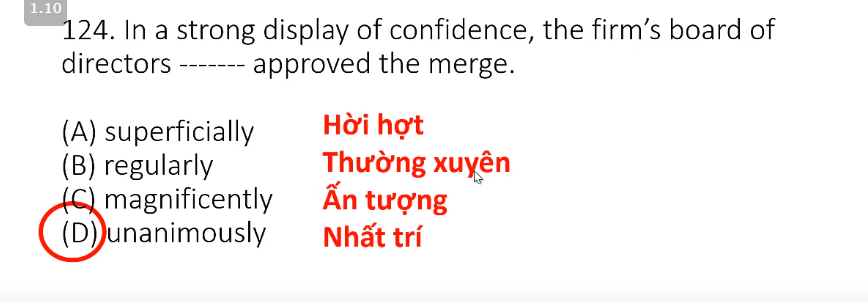 1.10
124. In a strong display of confidence, the firm’s board of
directors ------- approved the merge.
(A) superficially Hời hợt
(B) regularly Thường xuyên
(C) magnificently Ấn tượng
(D) unanimously Nhất trí